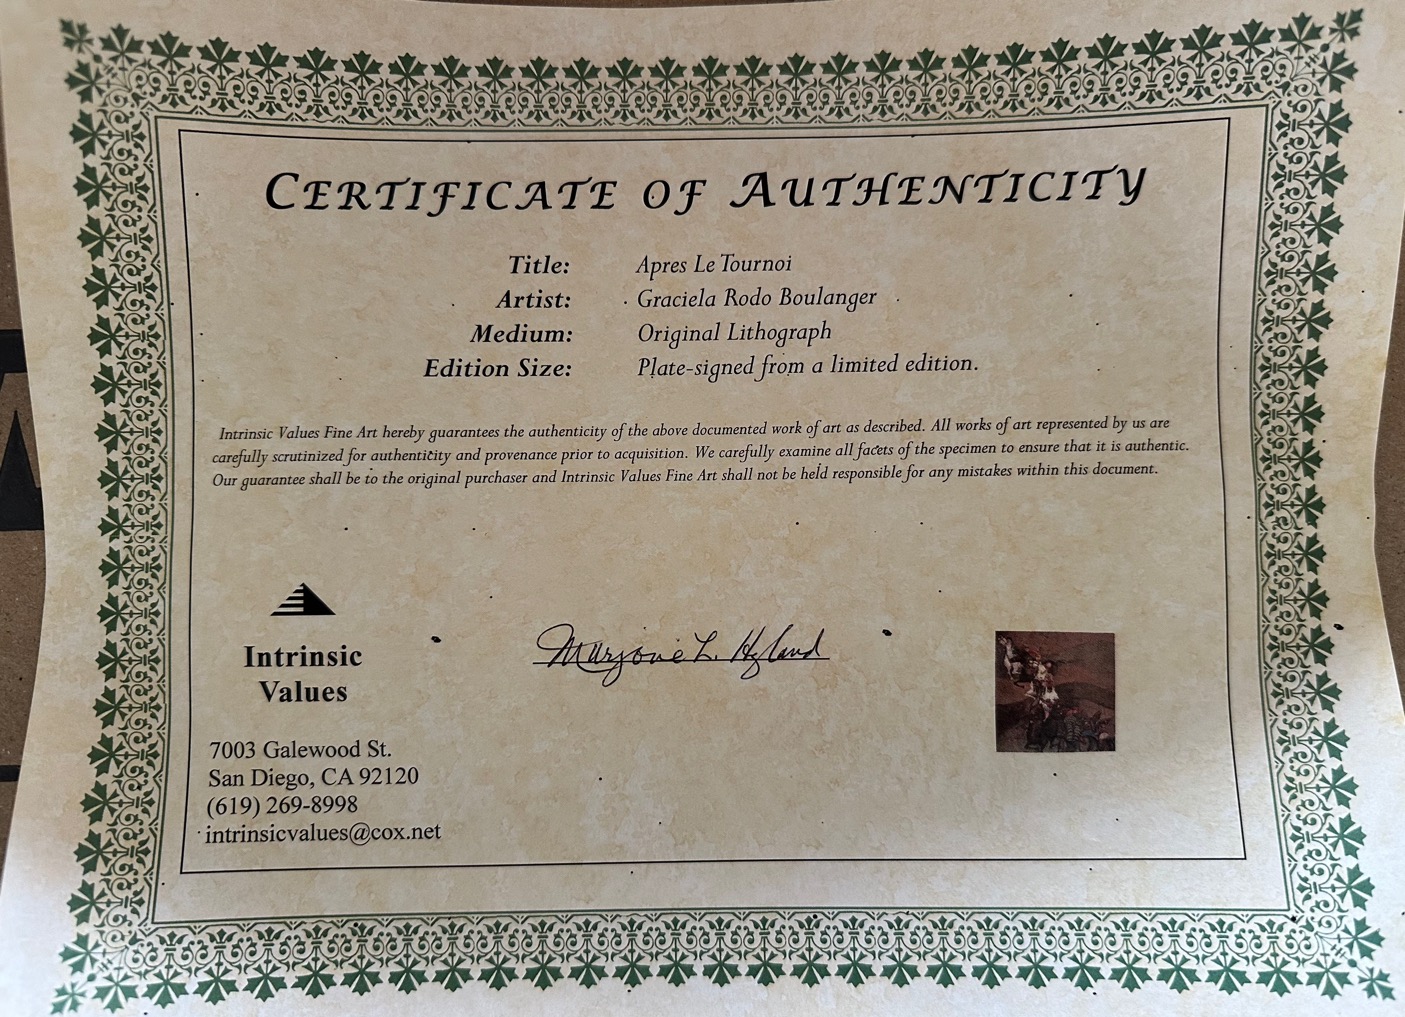 CERTIFICATE OF AUTHENTICITY
Title: Apres Le Tournoi
Artist: Graciela Rodo Boulanger
Medium: Original Lithograph
Edition Size: Plate-signed from a limited edition.
Intrinsic Values Fine Art hereby guarantees the authenticity of the above documented work of art as described. All works of art represented by us are
carefully scrutinized for authenticity and provenance prior to acquisition. We carefully examine all facets of the specimen to ensure that it is authentic.
Our guarantee shall be to the original purchaser and Intrinsic Values Fine Art shall not be held responsible for any mistakes within this document.
Intrinsic
Values
Marjorie L. Hyland
7003 Galewood St.
San Diego, CA 92120
(619) 269-8998
intrinsicvalues@cox.net